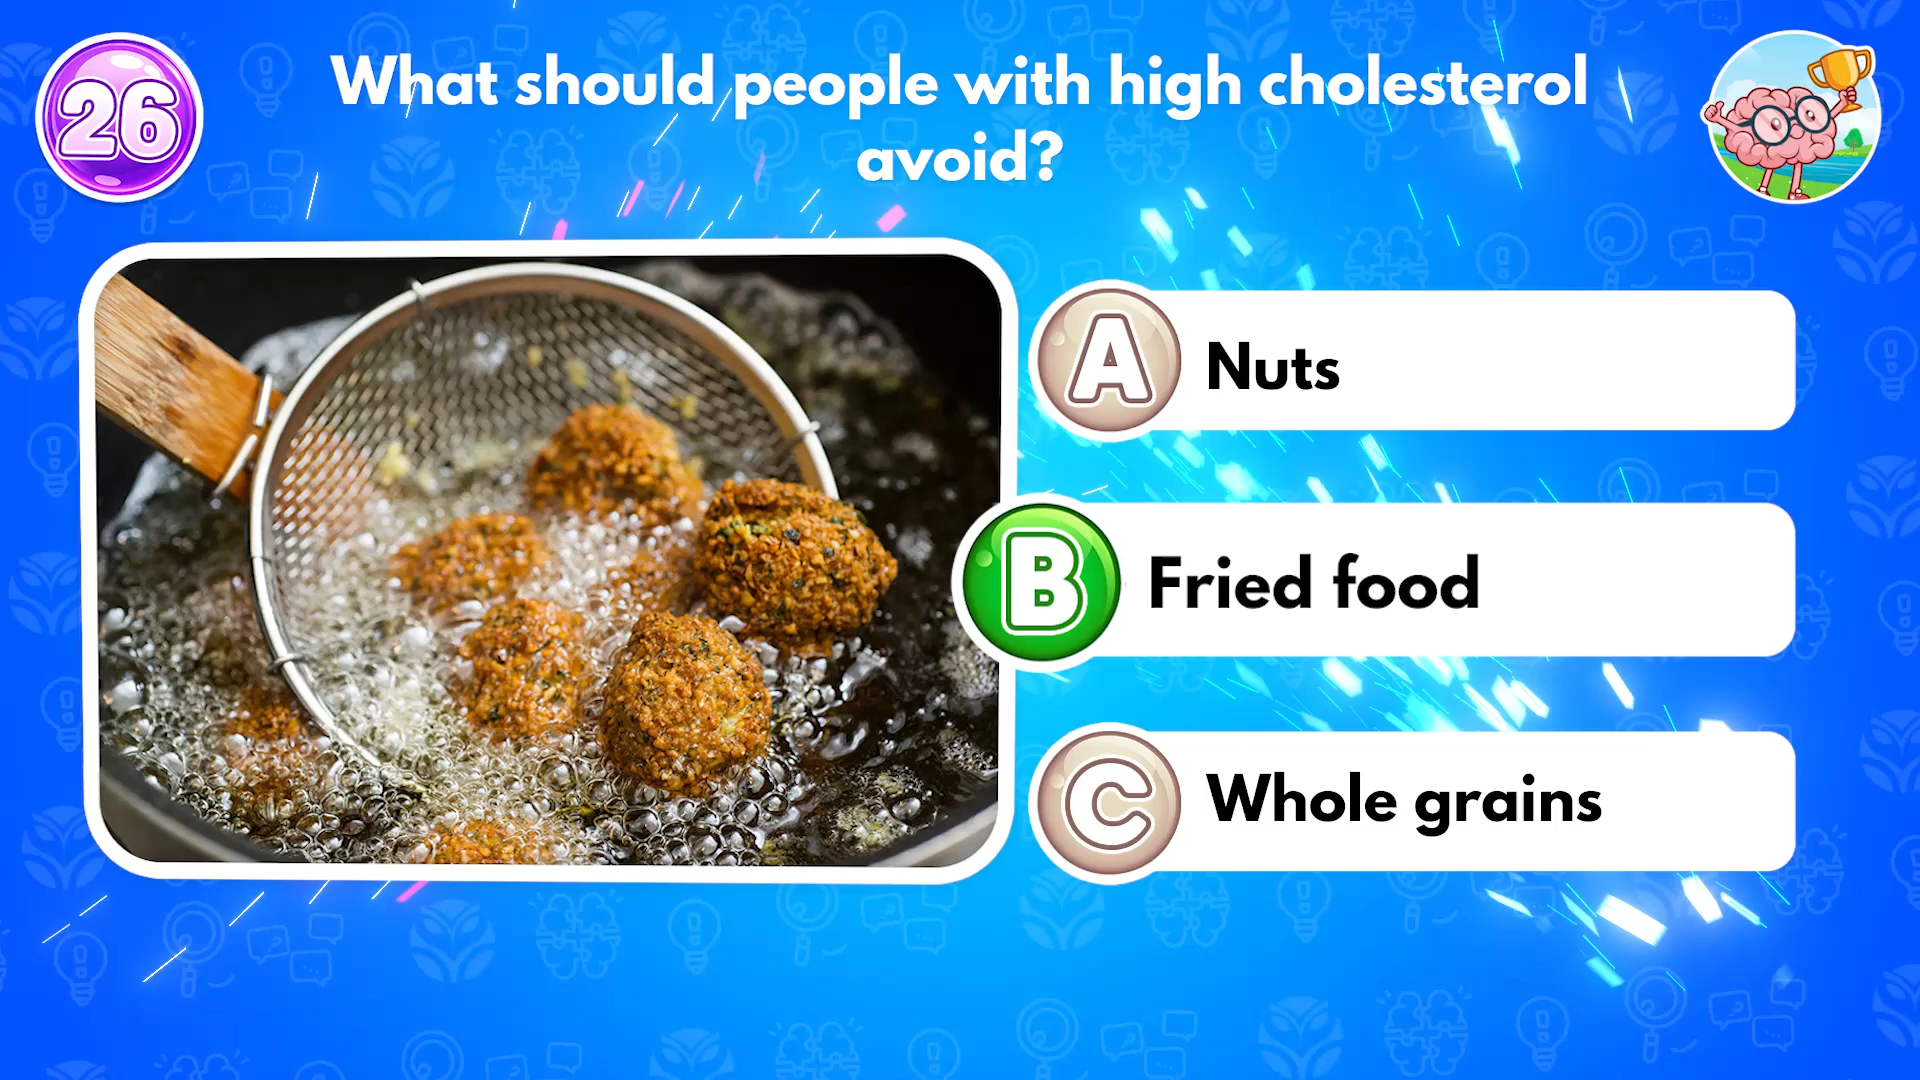 26
What should people with high cholesterol
avoid?
A Nuts
B Fried food
C Whole grains